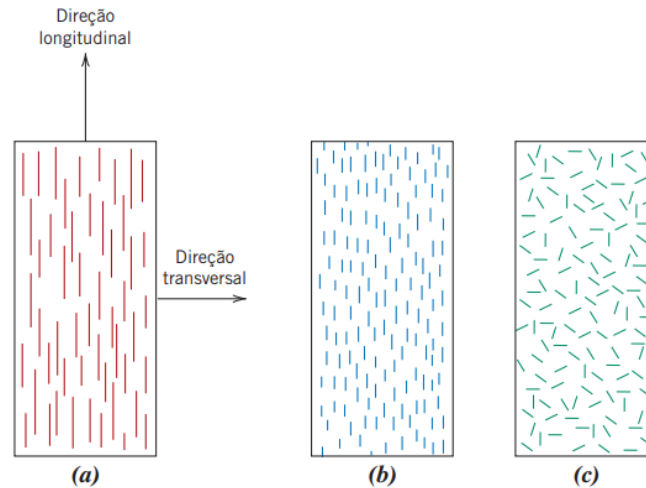 Direção
longitudinal
Direção
transversal
(a)
(b)
(c)